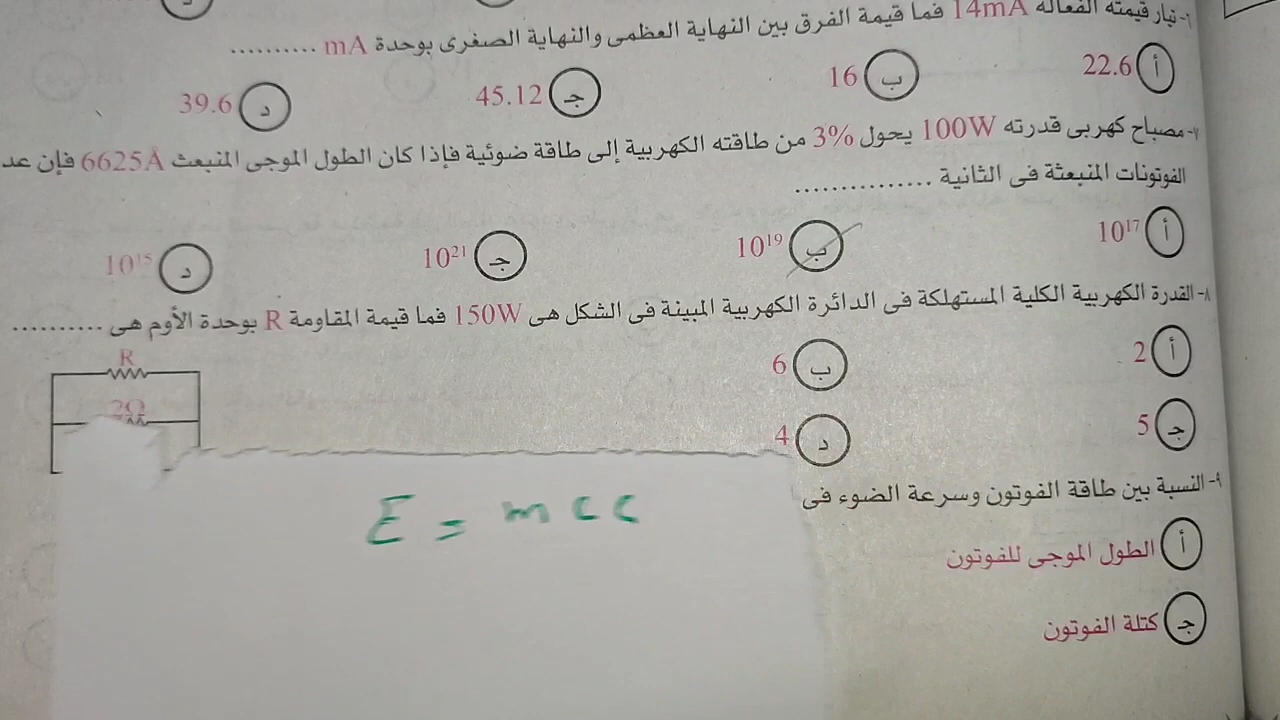 ٦- تيار قيمته الفعاله 14mA فما قيمة الفرق بين النهاية العظمى والنهاية الصغرى بوحدة mA ..........
أ 22.6
ب 16
جـ 45.12
د 39.6
٧- مصباح كهربى قدرته 100W يحول 3% من طاقته الكهربية إلى طاقة ضوئية فإذا كان الطول الموجى المنبعث 6625Å فإن عد
الفوتونات المنبعثة فى الثانية ...............
أ 10¹⁷
ب 10¹⁹
جـ 10²¹
د 10¹⁵
٨- القدرة الكهربية الكلية المستهلكة فى الدائرة الكهربية المبينة فى الشكل هى 150W فما قيمة المقاومة R بوحدة الأوم هى ..........
أ 2
ب 6
جـ 5
د 4
R
2Ω
٩- النسبة بين طاقة الفوتون وسرعة الضوء فى
أ الطول الموجى للفوتون
جـ كتلة الفوتون
E = mcc